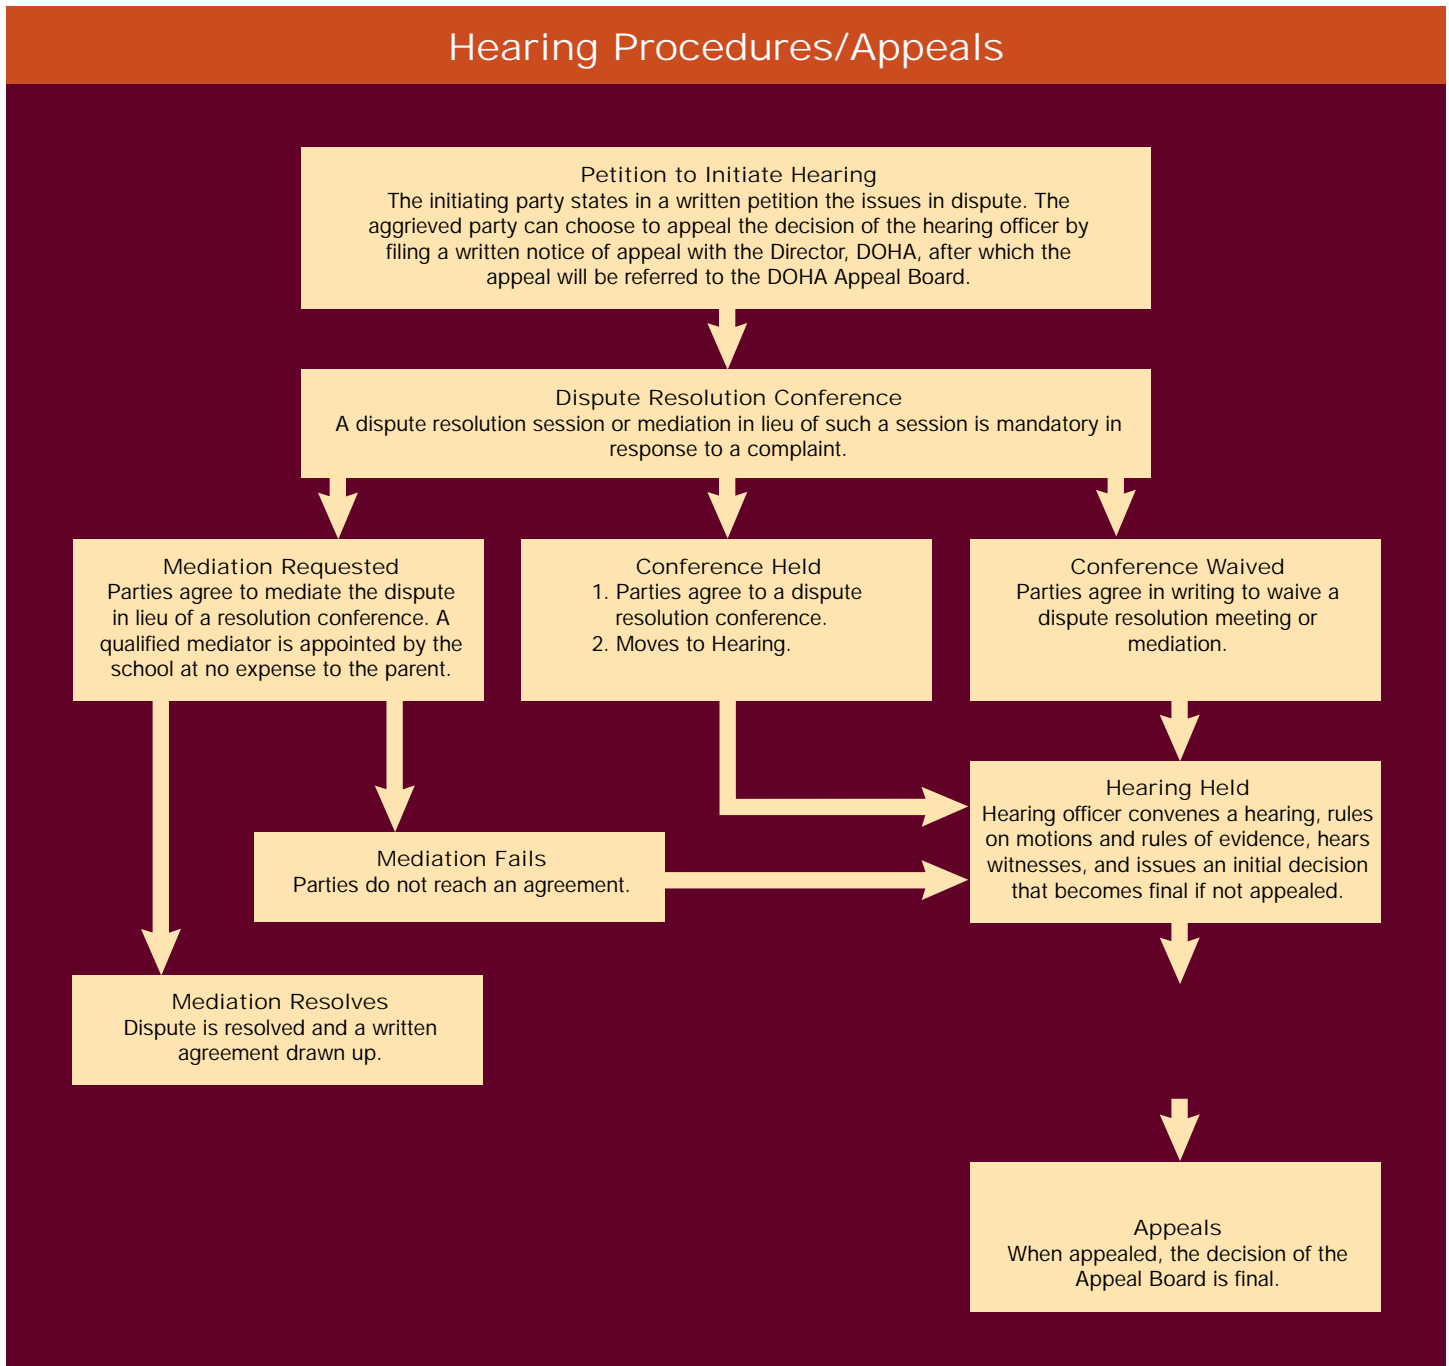 Hearing Procedures/Appeals
Petition to Initiate Hearing
The initiating party states in a written petition the issues in dispute. The
aggrieved party can choose to appeal the decision of the hearing officer by
filing a written notice of appeal with the Director, DOHA, after which the
appeal will be referred to the DOHA Appeal Board.
Dispute Resolution Conference
A dispute resolution session or mediation in lieu of such a session is mandatory in
response to a complaint.
Mediation Requested
Parties agree to mediate the dispute
in lieu of a resolution conference. A
qualified mediator is appointed by the
school at no expense to the parent.
Conference Held
1. Parties agree to a dispute
resolution conference.
2. Moves to Hearing.
Conference Waived
Parties agree in writing to waive a
dispute resolution meeting or
mediation.
Hearing Held
Hearing officer convenes a hearing, rules
on motions and rules of evidence, hears
witnesses, and issues an initial decision
that becomes final if not appealed.
Mediation Fails
Parties do not reach an agreement.
Mediation Resolves
Dispute is resolved and a written
agreement drawn up.
Appeals
When appealed, the decision of the
Appeal Board is final.